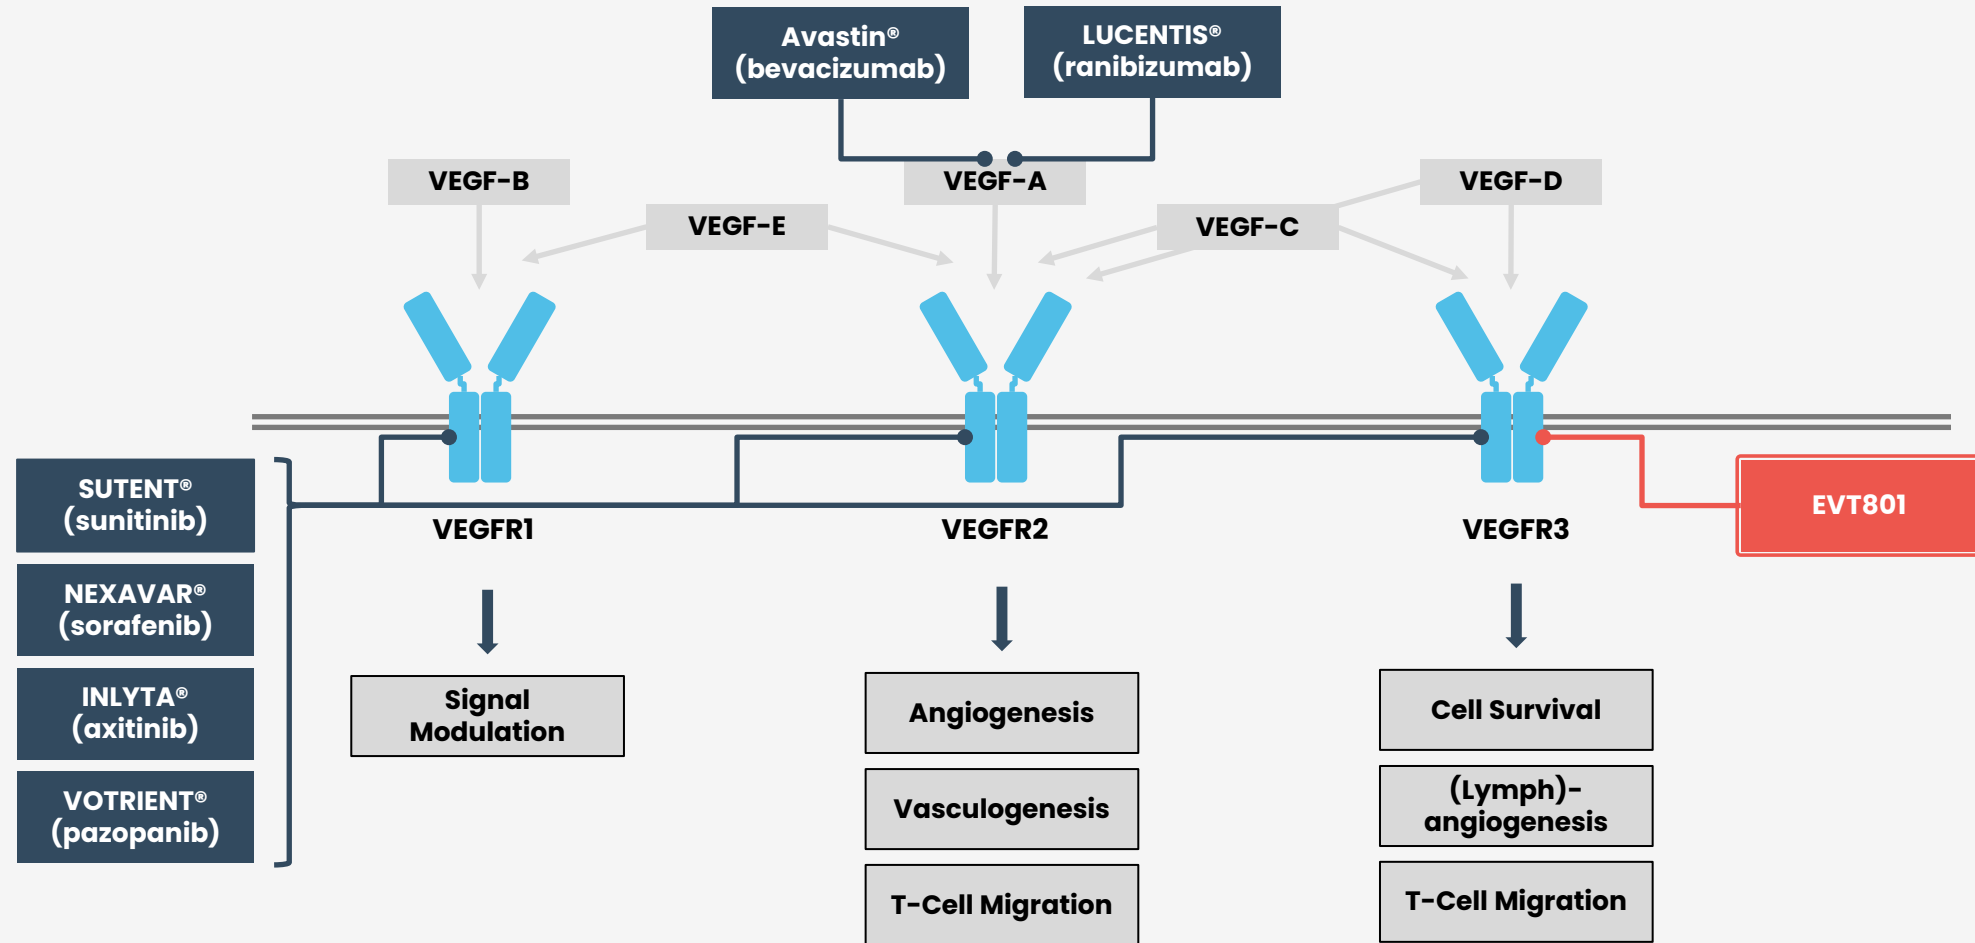 Avastin®
(bevacizumab)
LUCENTIS®
(ranibizumab)
VEGF-B
VEGF-A
VEGF-D
VEGF-E
VEGF-C
SUTENT®
(sunitinib)
NEXAVAR®
(sorafenib)
INLYTA®
(axitinib)
VOTRIENT®
(pazopanib)
EVT801
VEGFR1
VEGFR2
VEGFR3
Signal
Modulation
Angiogenesis
Vasculogenesis
T-Cell Migration
Cell Survival
(Lymph)-
angiogenesis
T-Cell Migration